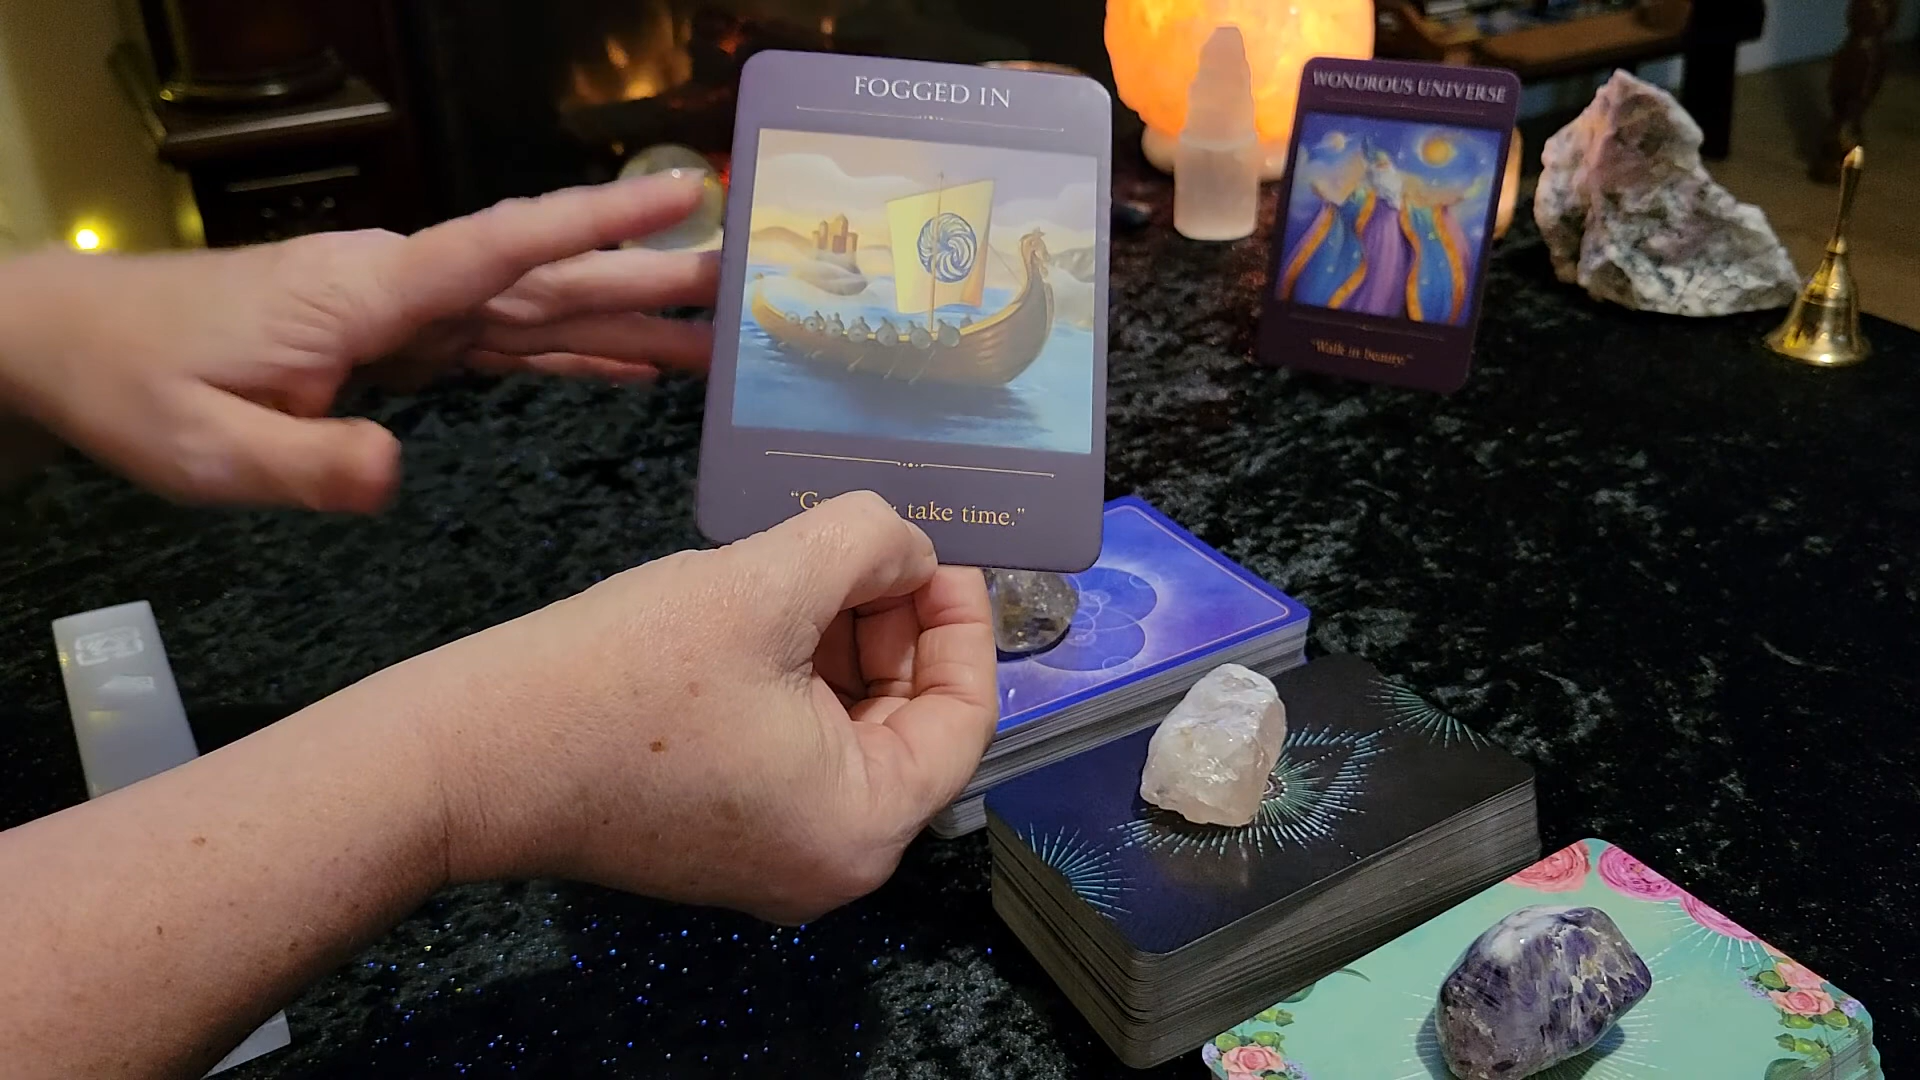 FOGGED IN
take time."
WONDROUS UNIVERSE
"Walk in beauty."